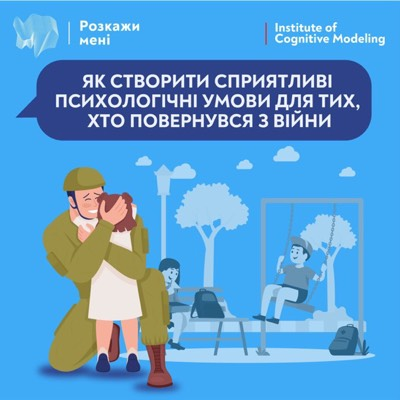 Розкажи
мені
Institute of
Cognitive Modeling
ЯК СТВОРИТИ СПРИЯТЛИВІ
ПСИХОЛОГІЧНІ УМОВИ ДЛЯ ТИХ,
ХТО ПОВЕРНУВСЯ З ВІЙНИ